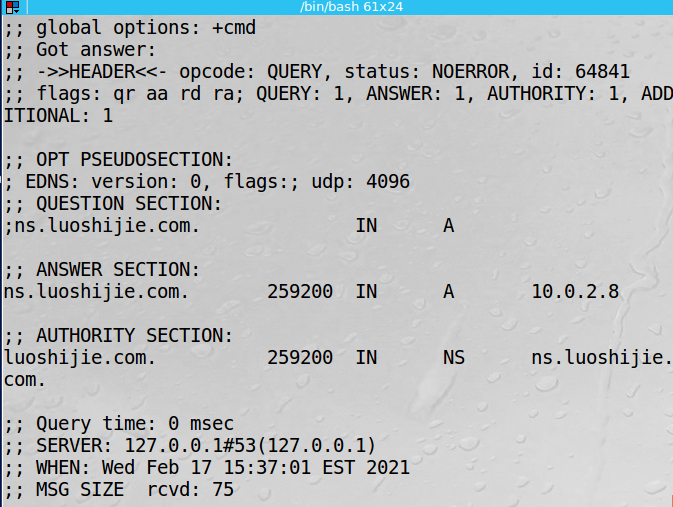 /bin/bash 61x24
;; global options: +cmd
;; Got answer:
;; ->>HEADER<<- opcode: QUERY, status: NOERROR, id: 64841
;; flags: qr aa rd ra; QUERY: 1, ANSWER: 1, AUTHORITY: 1, ADD
ITIONAL: 1
;; OPT PSEUDOSECTION:
; EDNS: version: 0, flags:; udp: 4096
;; QUESTION SECTION:
;ns.luoshijie.com. IN A
;; ANSWER SECTION:
ns.luoshijie.com. 259200 IN A 10.0.2.8
;; AUTHORITY SECTION:
luoshijie.com. 259200 IN NS ns.luoshijie.
com.
;; Query time: 0 msec
;; SERVER: 127.0.0.1#53(127.0.0.1)
;; WHEN: Wed Feb 17 15:37:01 EST 2021
;; MSG SIZE rcvd: 75